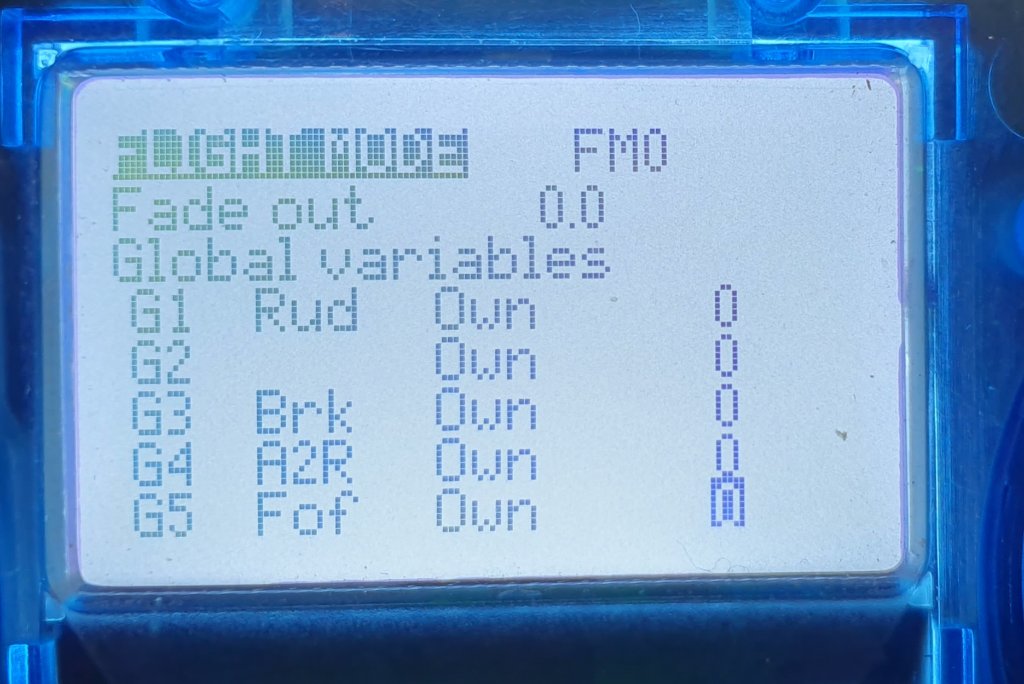 FM0
Fade out 0.0
Global variables
G1 Rud Own 0
G2 Own 0
G3 Brk Own 0
G4 A2R Own 0
G5 Fof Own